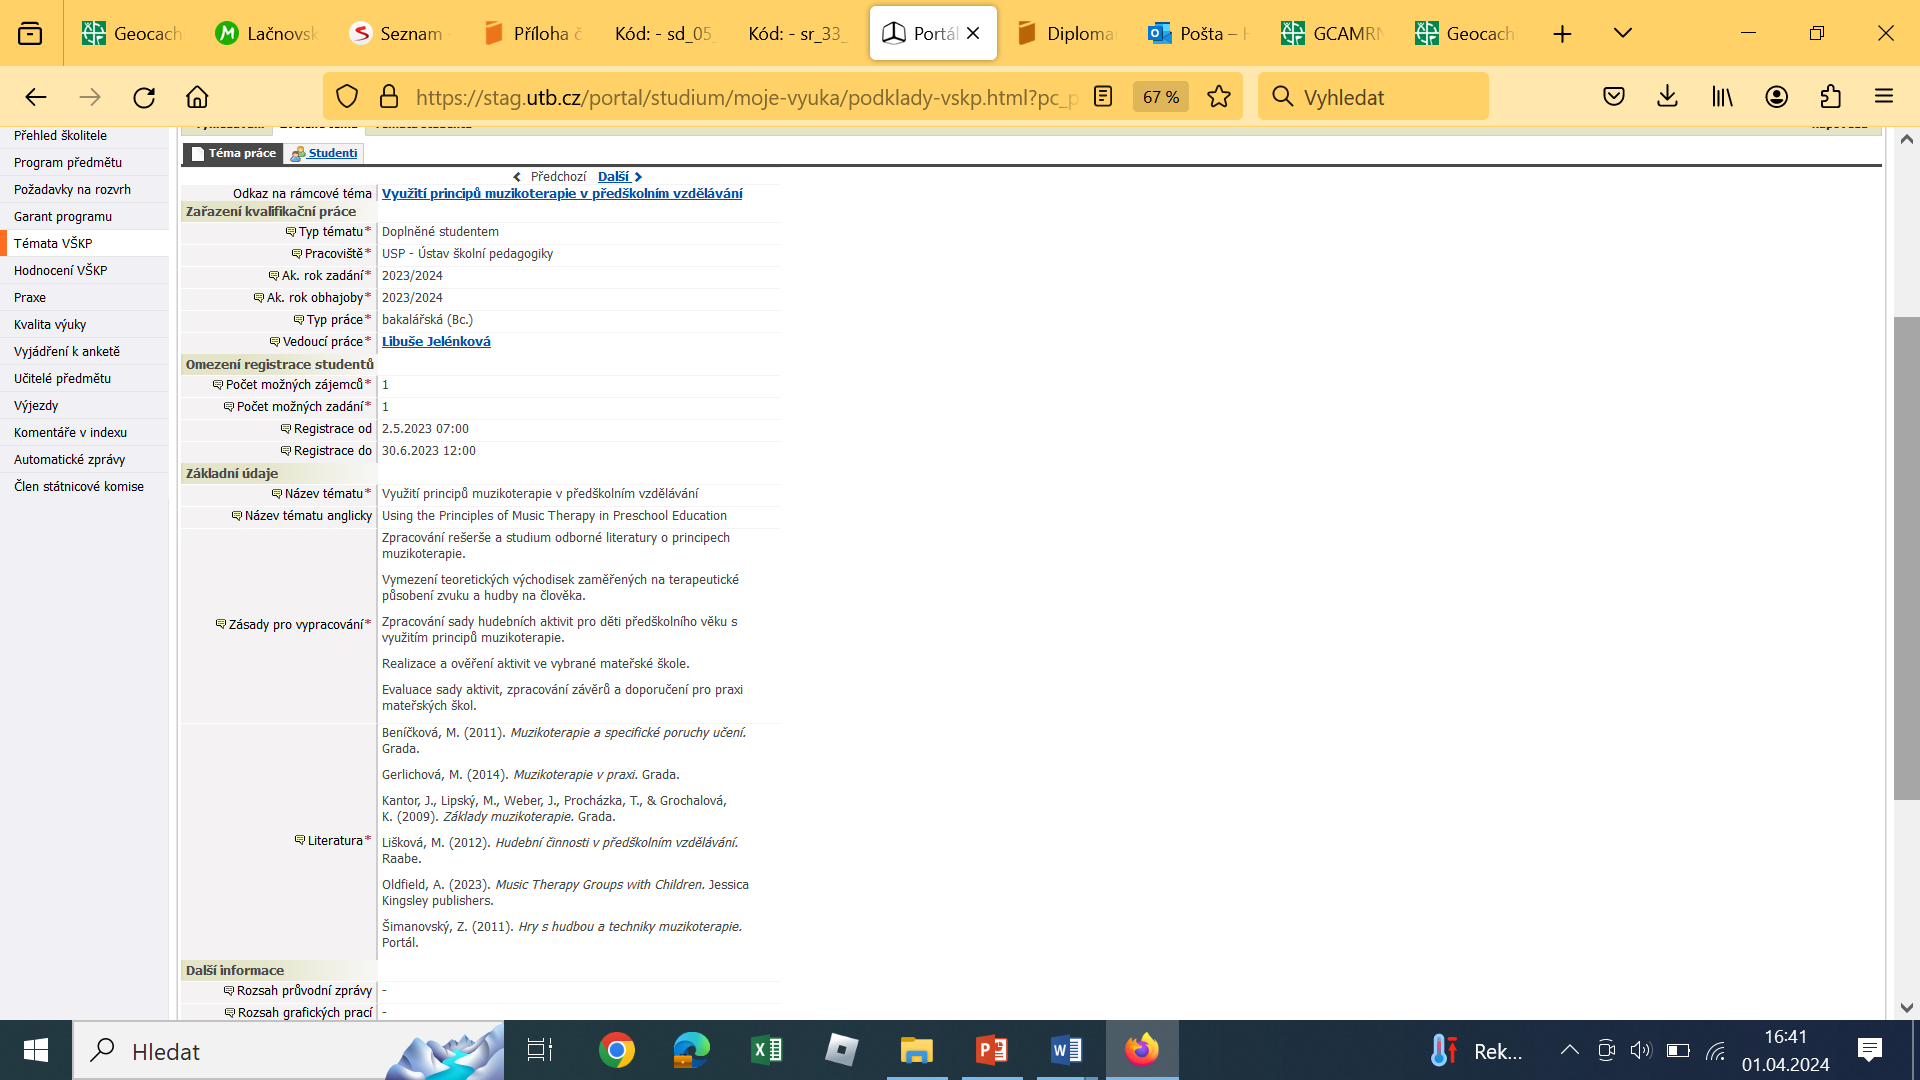 Geocach
Lačnovsk
Seznam
Příloha č
Kód: - sd_05_
Kód: - sr_33_
Portál
Diploma
Pošta –
GCAMRN
Geocach
https://stag.utb.cz/portal/studium/moje-vyuka/podklady-vskp.html?pc_p
67 %
Vyhledat
Přehled školitele
Program předmětu
Požadavky na rozvrh
Garant programu
Témata VŠKP
Hodnocení VŠKP
Praxe
Kvalita výuky
Vyjádření k anketě
Učitelé předmětu
Výjezdy
Komentáře v indexu
Automatické zprávy
Člen státnicové komise
Téma práce Studenti
Předchozí Další
Odkaz na rámcové téma Využití principů muzikoterapie v předškolním vzdělávání
Zařazení kvalifikační práce
Typ tématu* Doplněné studentem
Pracoviště* USP - Ústav školní pedagogiky
Ak. rok zadání* 2023/2024
Ak. rok obhajoby* 2023/2024
Typ práce* bakalářská (Bc.)
Vedoucí práce* Libuše Jelénková
Omezení registrace studentů
Počet možných zájemců* 1
Počet možných zadání* 1
Registrace od 2.5.2023 07:00
Registrace do 30.6.2023 12:00
Základní údaje
Název tématu* Využití principů muzikoterapie v předškolním vzdělávání
Název tématu anglicky Using the Principles of Music Therapy in Preschool Education
Zásady pro vypracování*
Zpracování rešerše a studium odborné literatury o principech
muzikoterapie.
Vymezení teoretických východisek zaměřených na terapeutické
působení zvuku a hudby na člověka.
Zpracování sady hudebních aktivit pro děti předškolního věku s
využitím principů muzikoterapie.
Realizace a ověření aktivit ve vybrané mateřské škole.
Evaluace sady aktivit, zpracování závěrů a doporučení pro praxi
mateřských škol.
Literatura*
Beníčková, M. (2011). Muzikoterapie a specifické poruchy učení.
Grada.
Gerlichová, M. (2014). Muzikoterapie v praxi. Grada.
Kantor, J., Lipský, M., Weber, J., Procházka, T., & Grochalová,
K. (2009). Základy muzikoterapie. Grada.
Lišková, M. (2012). Hudební činnosti v předškolním vzdělávání.
Raabe.
Oldfield, A. (2023). Music Therapy Groups with Children. Jessica
Kingsley publishers.
Šimanovský, Z. (2011). Hry s hudbou a techniky muzikoterapie.
Portál.
Další informace
Rozsah průvodní zprávy -
Rozsah grafických prací -
Hledat
Rek...
16:41
01.04.2024